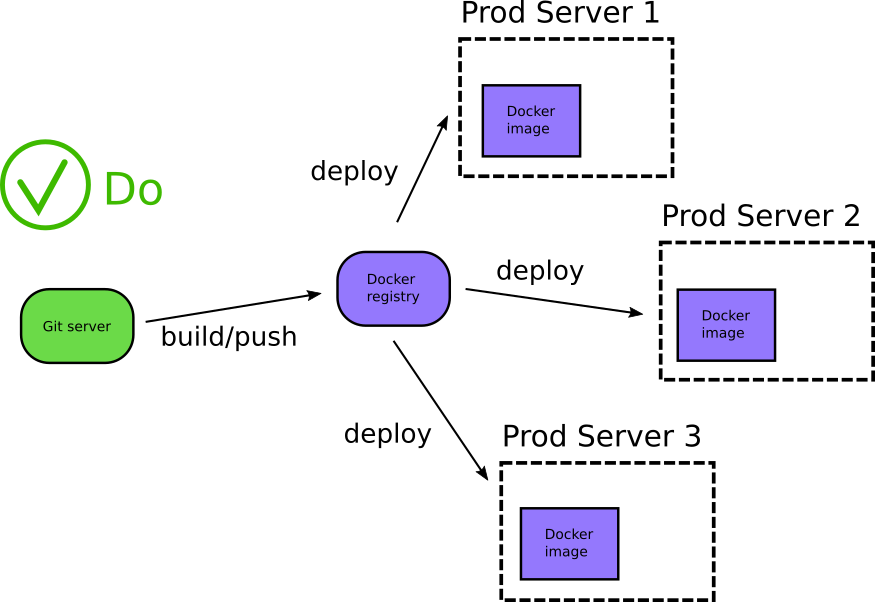 Prod Server 1
Docker
image
deploy
Do
Prod Server 2
deploy
Docker
registry
Docker
image
Git server
build/push
deploy
Prod Server 3
Docker
image